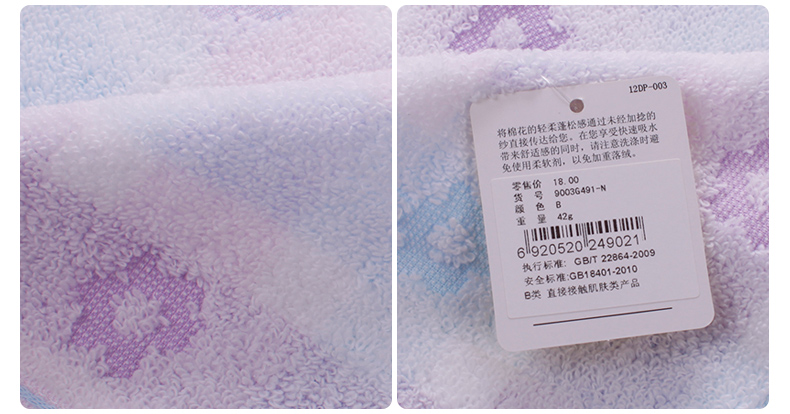 12DP-003
将棉花的轻柔蓬松感通过未经加捻的
纱直接传达给您。在您享受快速吸水
带来舒适感的同时，请注意洗涤时避
免使用柔软剂，以免加重落绒。
零售价 18.00
货 号 9003G491-N
颜 色 B
重 量 42g
6 920520 249021
执行标准: GB/T 22864-2009
安全标准:GB18401-2010
B类 直接接触肌肤类产品